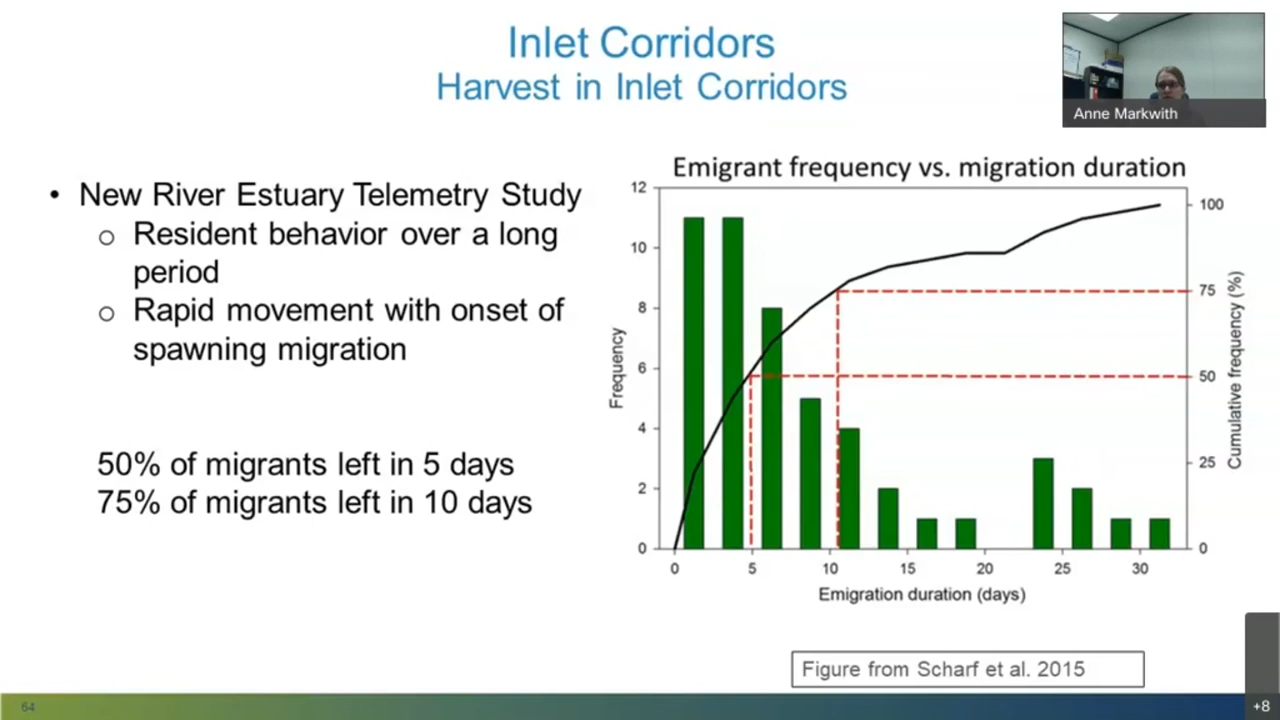 Inlet Corridors
Harvest in Inlet Corridors
Anne Markwith
• New River Estuary Telemetry Study
o Resident behavior over a long
period
o Rapid movement with onset of
spawning migration
50% of migrants left in 5 days
75% of migrants left in 10 days
Emigrant frequency vs. migration duration
12
10
8
6
4
2
0
Frequency
100
75
50
25
0
Cumulative frequency (%)
0 5 10 15 20 25 30
Emigration duration (days)
Figure from Scharf et al. 2015
64
+8